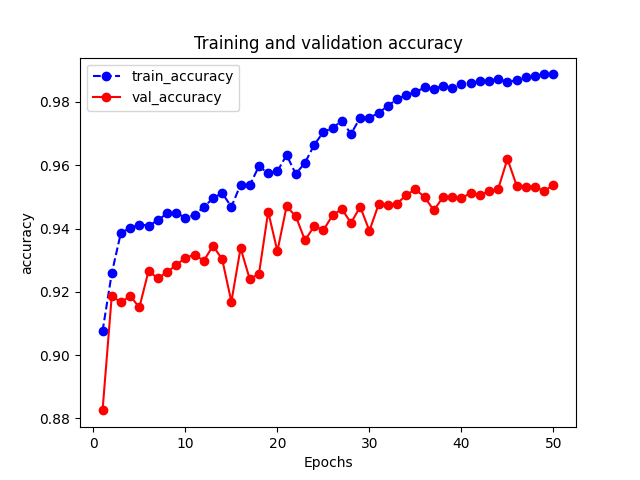 Training and validation accuracy
train_accuracy
val_accuracy
accuracy
0.98
0.96
0.94
0.92
0.90
0.88
0 10 20 30 40 50
Epochs